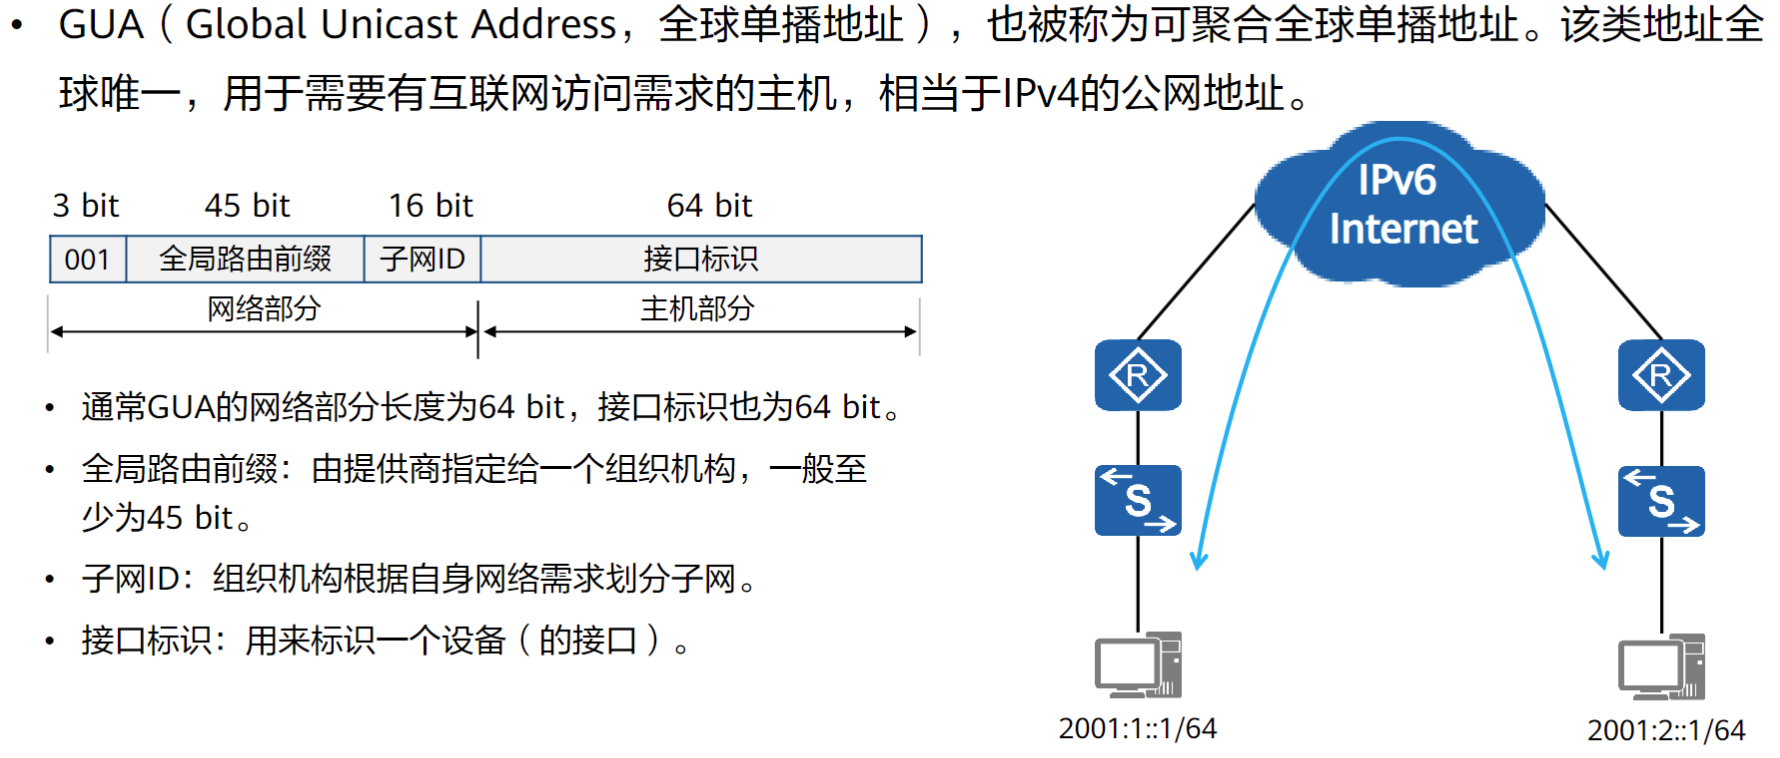 • GUA（Global Unicast Address，全球单播地址），也被称为可聚合全球单播地址。该类地址全
球唯一，用于需要有互联网访问需求的主机，相当于IPv4的公网地址。
3 bit 45 bit 16 bit 64 bit
001 全局路由前缀 子网ID 接口标识
网络部分 主机部分
• 通常GUA的网络部分长度为64 bit，接口标识也为64 bit。
• 全局路由前缀：由提供商指定给一个组织机构，一般至
少为45 bit。
• 子网ID：组织机构根据自身网络需求划分子网。
• 接口标识：用来标识一个设备（的接口）。
IPv6
Internet
R R
S S
2001:1::1/64 2001:2::1/64